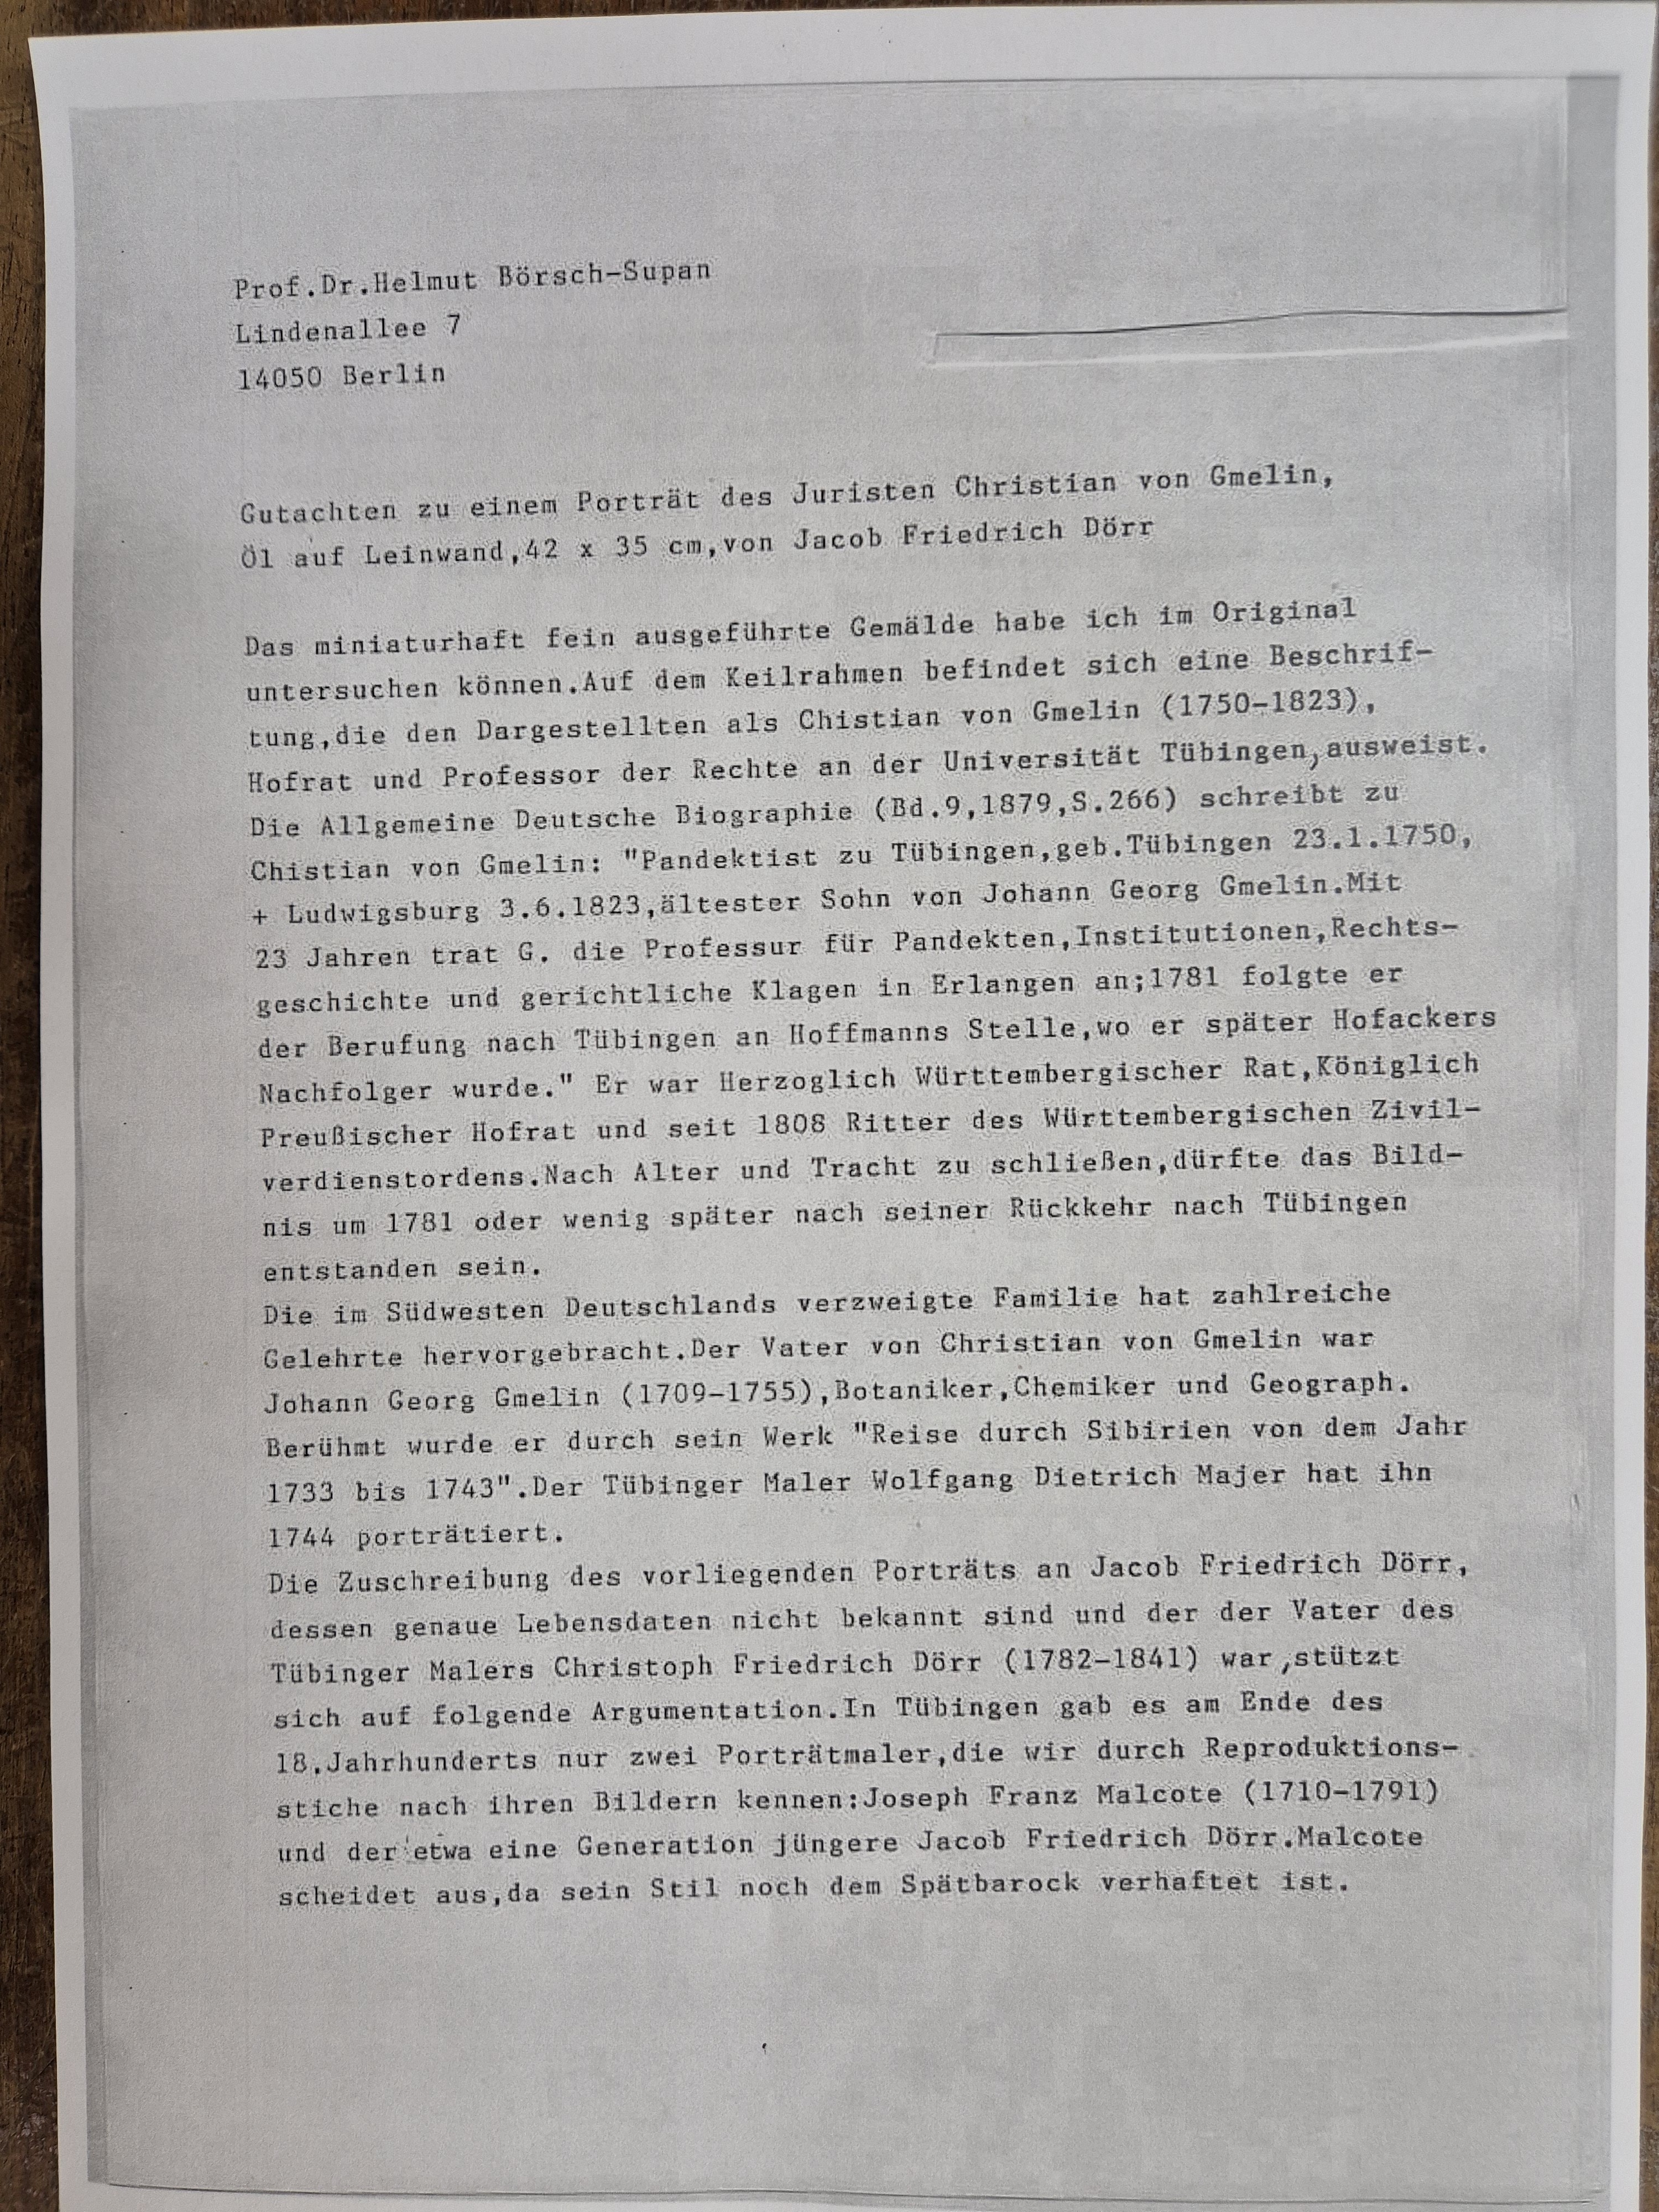 Prof.Dr.Helmut Börsch-Supan
Lindenallee 7
14050 Berlin
Gutachten zu einem Porträt des Juristen Christian von Gmelin,
Öl auf Leinwand,42 x 35 cm,von Jacob Friedrich Dörr
Das miniaturhaft fein ausgeführte Gemälde habe ich im Original
untersuchen können.Auf dem Keilrahmen befindet sich eine Beschrif-
tung,die den Dargestellten als Chistian von Gmelin (1750-1823),
Hofrat und Professor der Rechte an der Universität Tübingen,ausweist.
Die Allgemeine Deutsche Biographie (Bd.9,1879,S.266) schreibt zu
Chistian von Gmelin: "Pandektist zu Tübingen,geb.Tübingen 23.1.1750,
+ Ludwigsburg 3.6.1823,ältester Sohn von Johann Georg Gmelin.Mit
23 Jahren trat G. die Professur für Pandekten,Institutionen,Rechts-
geschichte und gerichtliche Klagen in Erlangen an;1781 folgte er
der Berufung nach Tübingen an Hoffmanns Stelle,wo er später Hofackers
Nachfolger wurde." Er war Herzoglich Württembergischer Rat,Königlich
Preußischer Hofrat und seit 1808 Ritter des Württembergischen Zivil-
verdienstordens.Nach Alter und Tracht zu schließen,dürfte das Bild-
nis um 1781 oder wenig später nach seiner Rückkehr nach Tübingen
entstanden sein.
Die im Südwesten Deutschlands verzweigte Familie hat zahlreiche
Gelehrte hervorgebracht.Der Vater von Christian von Gmelin war
Johann Georg Gmelin (1709-1755),Botaniker,Chemiker und Geograph.
Berühmt wurde er durch sein Werk "Reise durch Sibirien von dem Jahr
1733 bis 1743".Der Tübinger Maler Wolfgang Dietrich Majer hat ihn
1744 porträtiert.
Die Zuschreibung des vorliegenden Porträts an Jacob Friedrich Dörr,
dessen genaue Lebensdaten nicht bekannt sind und der der Vater des
Tübinger Malers Christoph Friedrich Dörr (1782-1841) war,stützt
sich auf folgende Argumentation.In Tübingen gab es am Ende des
18.Jahrhunderts nur zwei Porträtmaler,die wir durch Reproduktions-
stiche nach ihren Bildern kennen:Joseph Franz Malcote (1710-1791)
und der etwa eine Generation jüngere Jacob Friedrich Dörr.Malcote
scheidet aus,da sein Stil noch dem Spätbarock verhaftet ist.